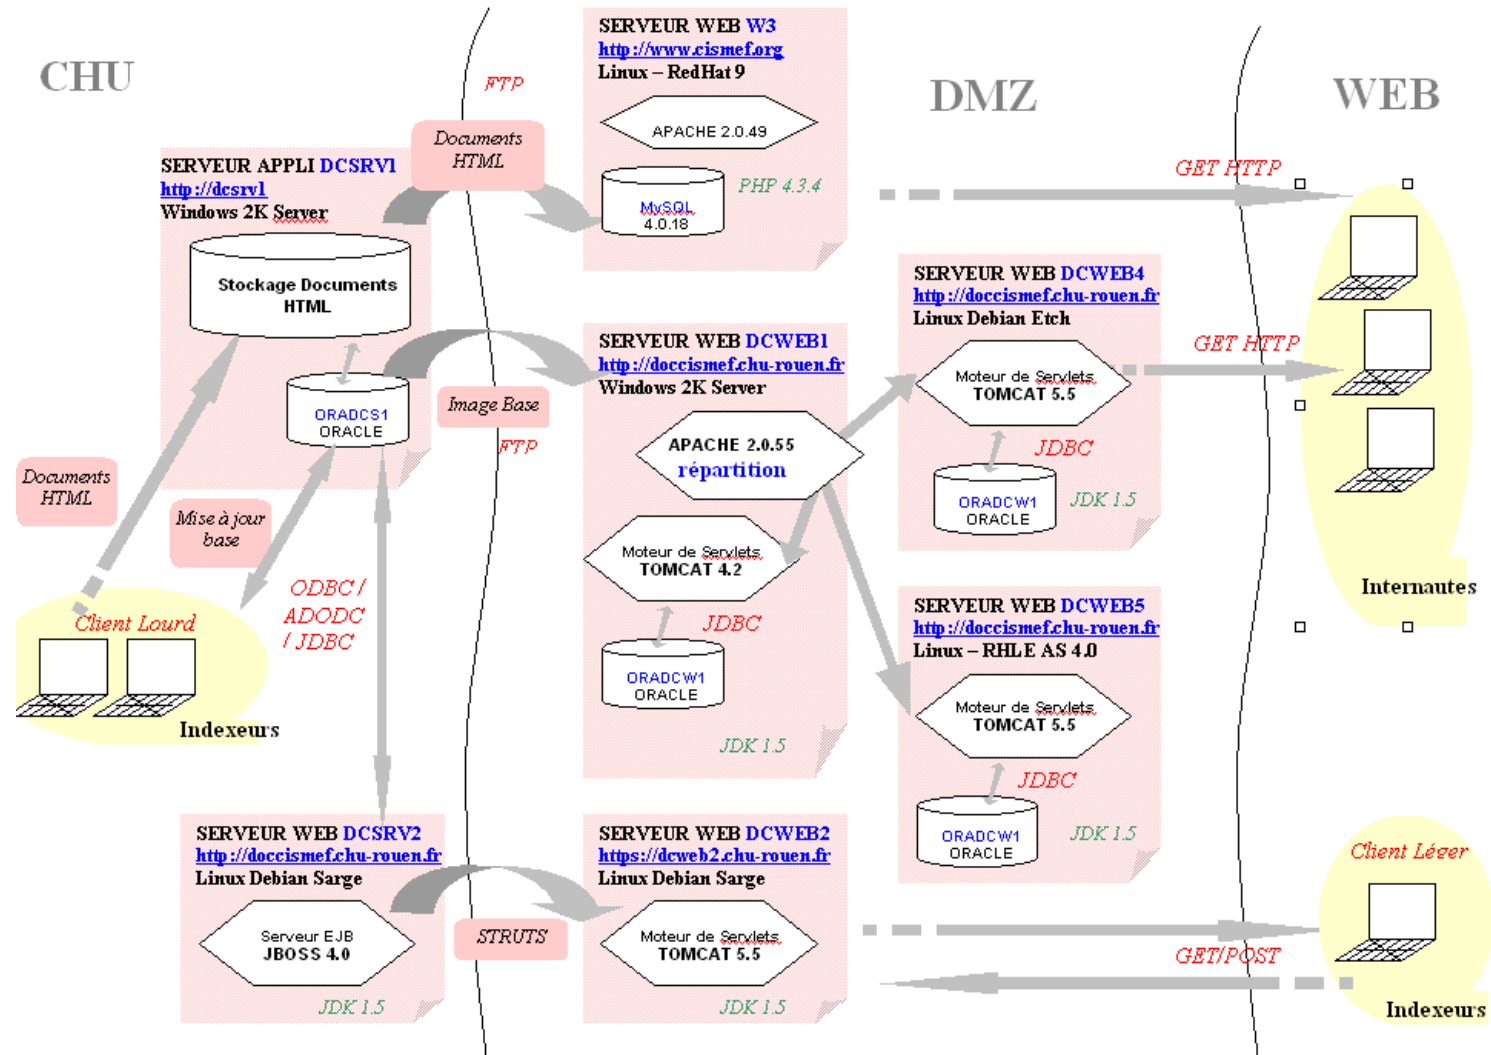 CHU
DMZ
WEB
FTP
Documents
HTML
SERVEUR APPLI DCSRV1
http://dcsrv1
Windows 2K Server
Stockage Documents
HTML
ORADCS1
ORACLE
Documents
HTML
Mise à jour
base
Client Lourd
Indexeurs
ODBC /
ADODC
/ JDBC
Image Base
FTP
SERVEUR WEB W3
http://www.cismef.org
Linux – RedHat 9
APACHE 2.0.49
PHP 4.3.4
MySQL
4.0.18
SERVEUR WEB DCWEB1
http://doccismef.chu-rouen.fr
Windows 2K Server
APACHE 2.0.55
répartition
Moteur de Servlets
TOMCAT 4.2
JDBC
ORADCW1
ORACLE
JDK 1.5
SERVEUR WEB DCWEB4
http://doccismef.chu-rouen.fr
Linux Debian Etch
Moteur de Servlets
TOMCAT 5.5
JDBC
ORADCW1
ORACLE
JDK 1.5
SERVEUR WEB DCWEB5
http://doccismef.chu-rouen.fr
Linux – RHLE AS 4.0
Moteur de Servlets
TOMCAT 5.5
JDBC
ORADCW1
ORACLE
JDK 1.5
GET HTTP
GET HTTP
Internautes
SERVEUR WEB DCSRV2
http://doccismef.chu-rouen.fr
Linux Debian Sarge
Serveur EJB
JBOSS 4.0
JDK 1.5
STRUTS
SERVEUR WEB DCWEB2
https://dcweb2.chu-rouen.fr
Linux Debian Sarge
Moteur de Servlets
TOMCAT 5.5
JDK 1.5
GET/POST
Client Léger
Indexeurs